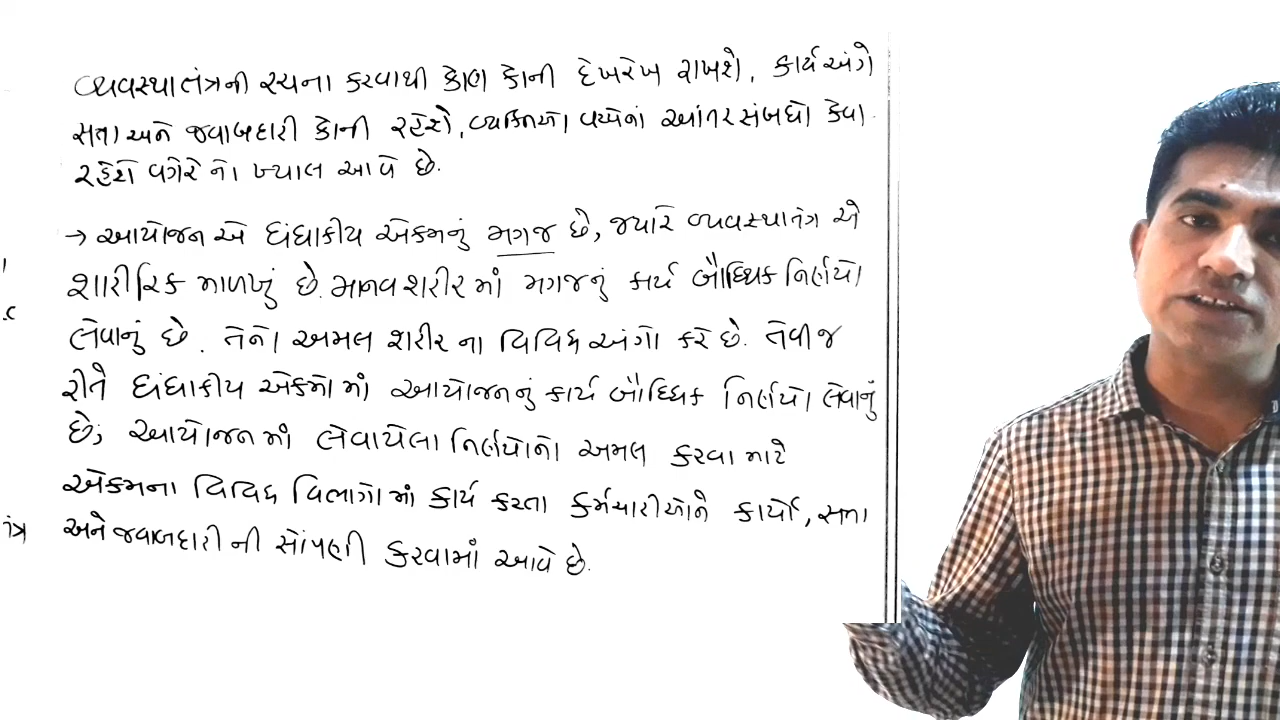 વ્યવસ્થાતંત્રની રચના કરવાથી કોણ કોની દેખરેખ રાખશે, કાર્ય અંગે
સત્તા અને જવાબદારી કોની રહેશે, વ્યક્તિઓ વચ્ચેનાં આંતરસંબંધો કેવા
રહેશે વગેરેનો ખ્યાલ આવે છે.
→ આયોજન એ ધંધાકીય એકમનું મગજ છે, જ્યારે વ્યવસ્થાતંત્ર એ
શારીરિક માળખું છે. માનવશરીરમાં મગજનું કાર્ય બૌધ્ધિક નિર્ણયો
લેવાનું છે. તેનો અમલ શરીરના વિવિધ અંગો કરે છે. તેવી જ
રીતે ધંધાકીય એકમોમાં આયોજનનું કાર્ય બૌધ્ધિક નિર્ણયો લેવાનું
છે; આયોજનમાં લેવાયેલા નિર્ણયોનો અમલ કરવા માટે
એકમના વિવિધ વિભાગોમાં કાર્ય કરતા કર્મચારીઓને કાર્યો, સત્તા
અને જવાબદારીની સોંપણી કરવામાં આવે છે.